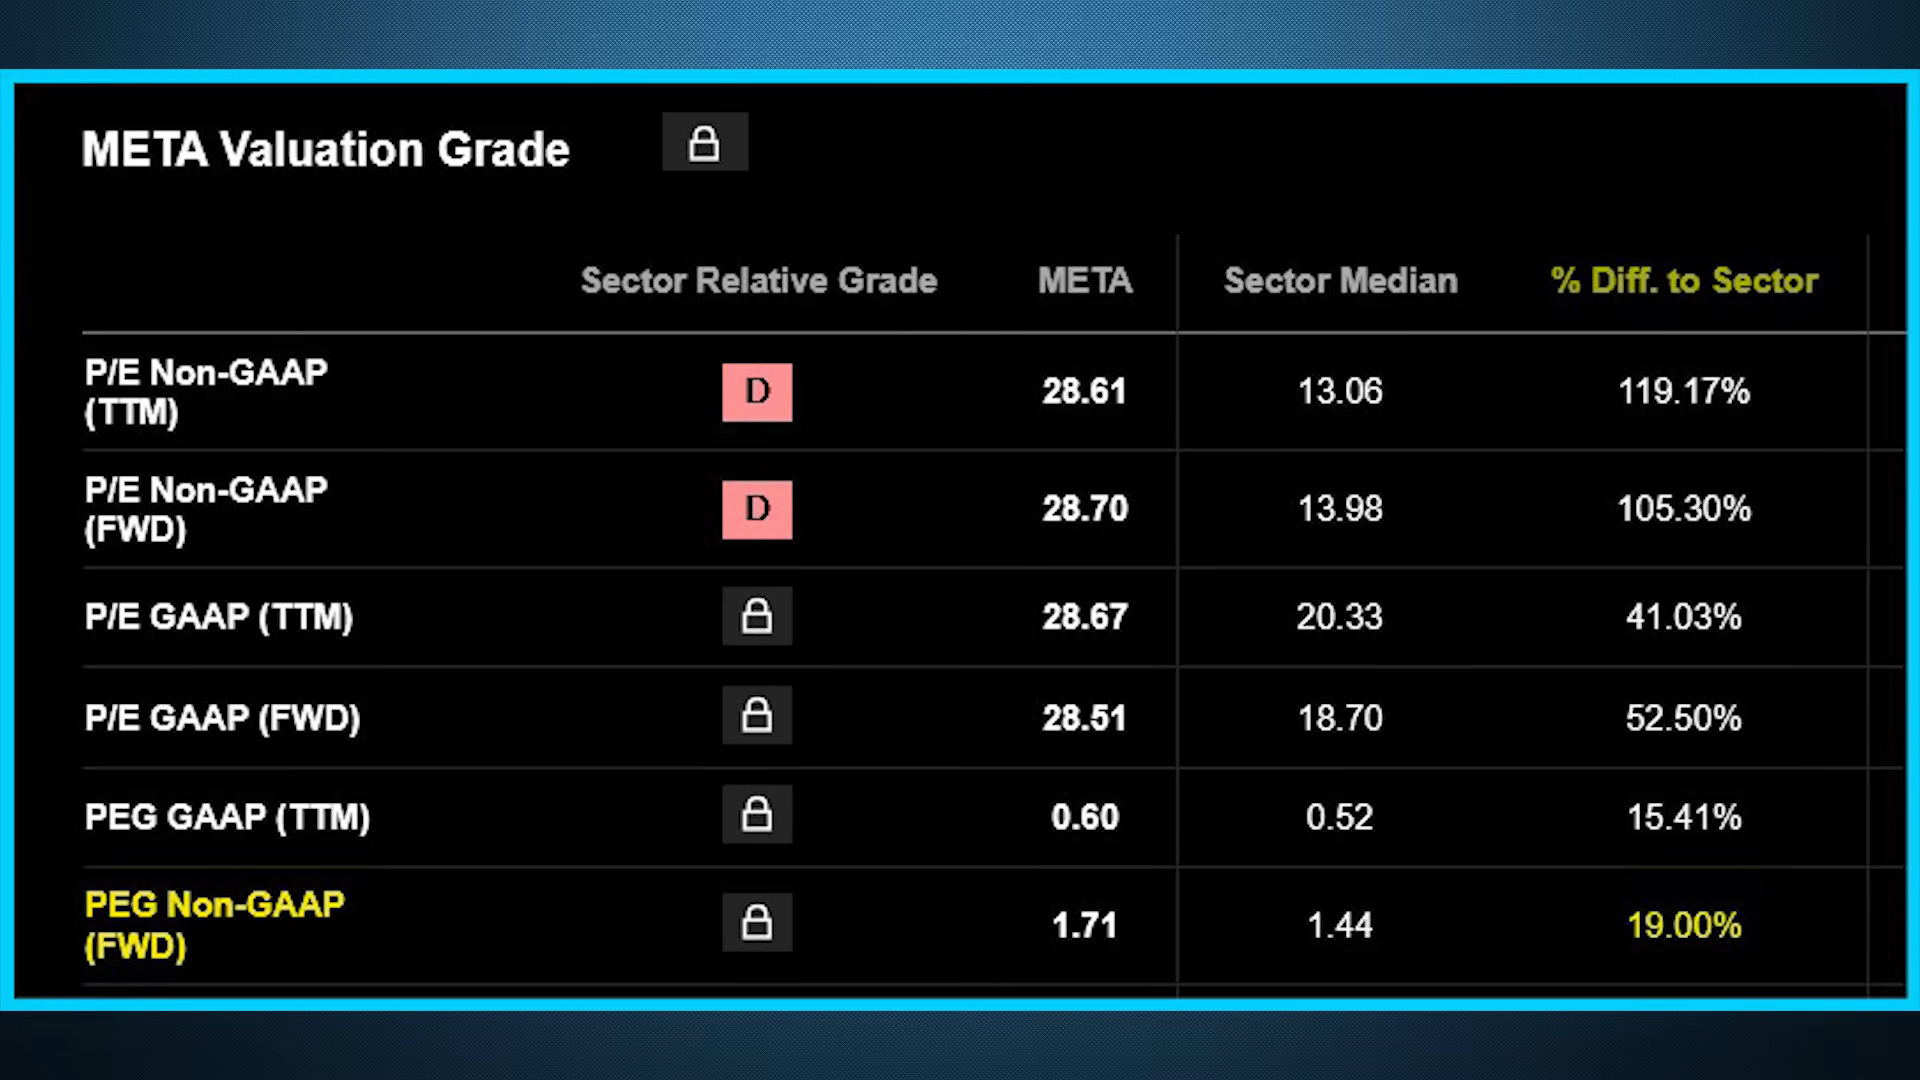 META Valuation Grade
Sector Relative Grade META Sector Median % Diff. to Sector
P/E Non-GAAP
(TTM)
D 28.61 13.06 119.17%
P/E Non-GAAP
(FWD)
D 28.70 13.98 105.30%
P/E GAAP (TTM) 28.67 20.33 41.03%
P/E GAAP (FWD) 28.51 18.70 52.50%
PEG GAAP (TTM) 0.60 0.52 15.41%
PEG Non-GAAP
(FWD)
1.71 1.44 19.00%